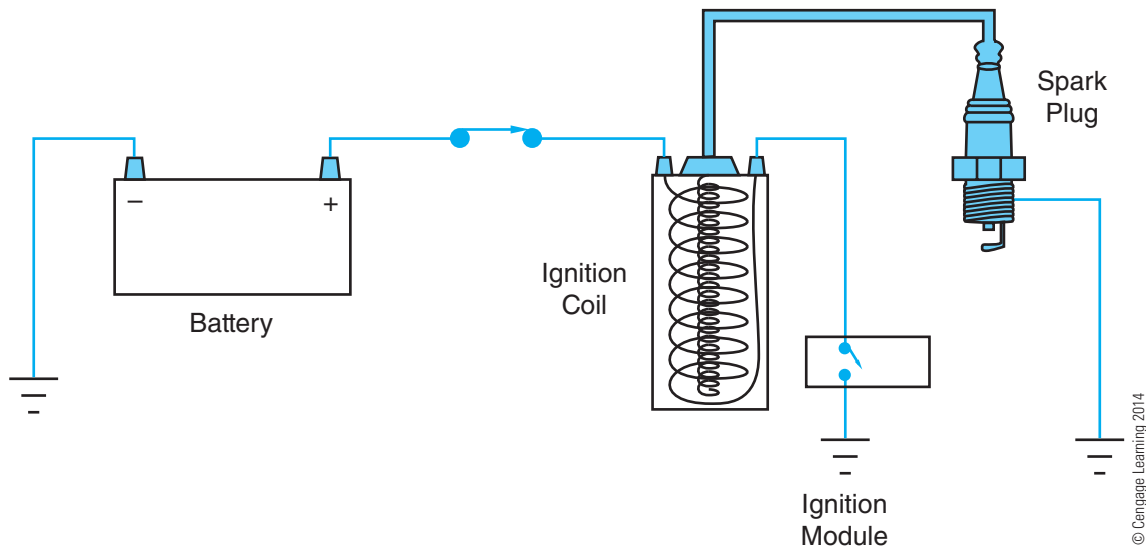 Spark
Plug
−
+
Ignition
Coil
Battery
Ignition
Module
© Cengage Learning 2014